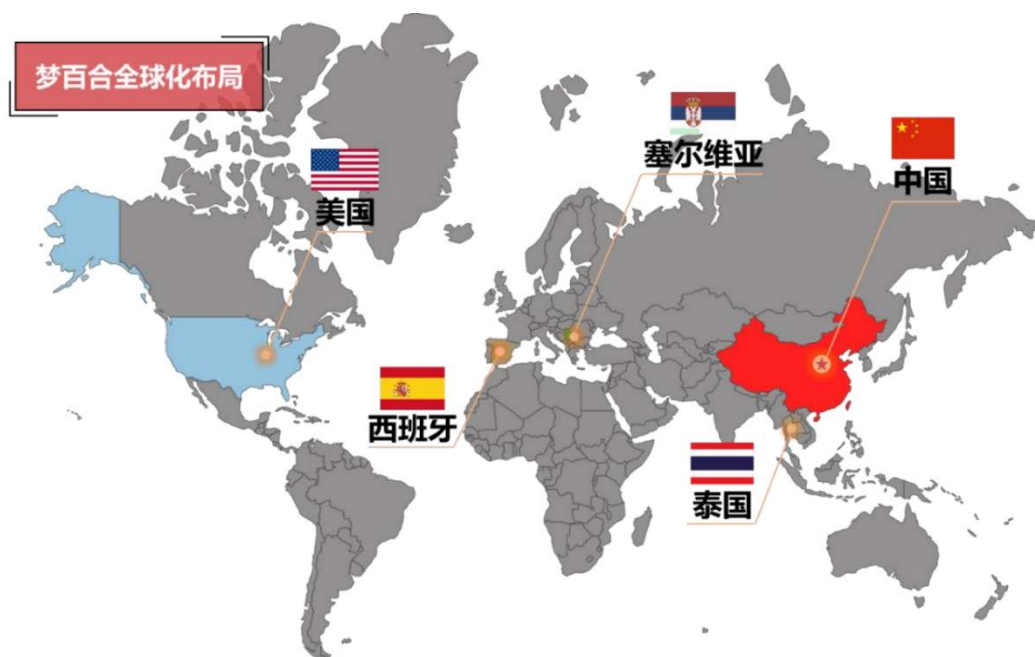 梦百合全球化布局
塞尔维亚
中国
美国
西班牙
泰国